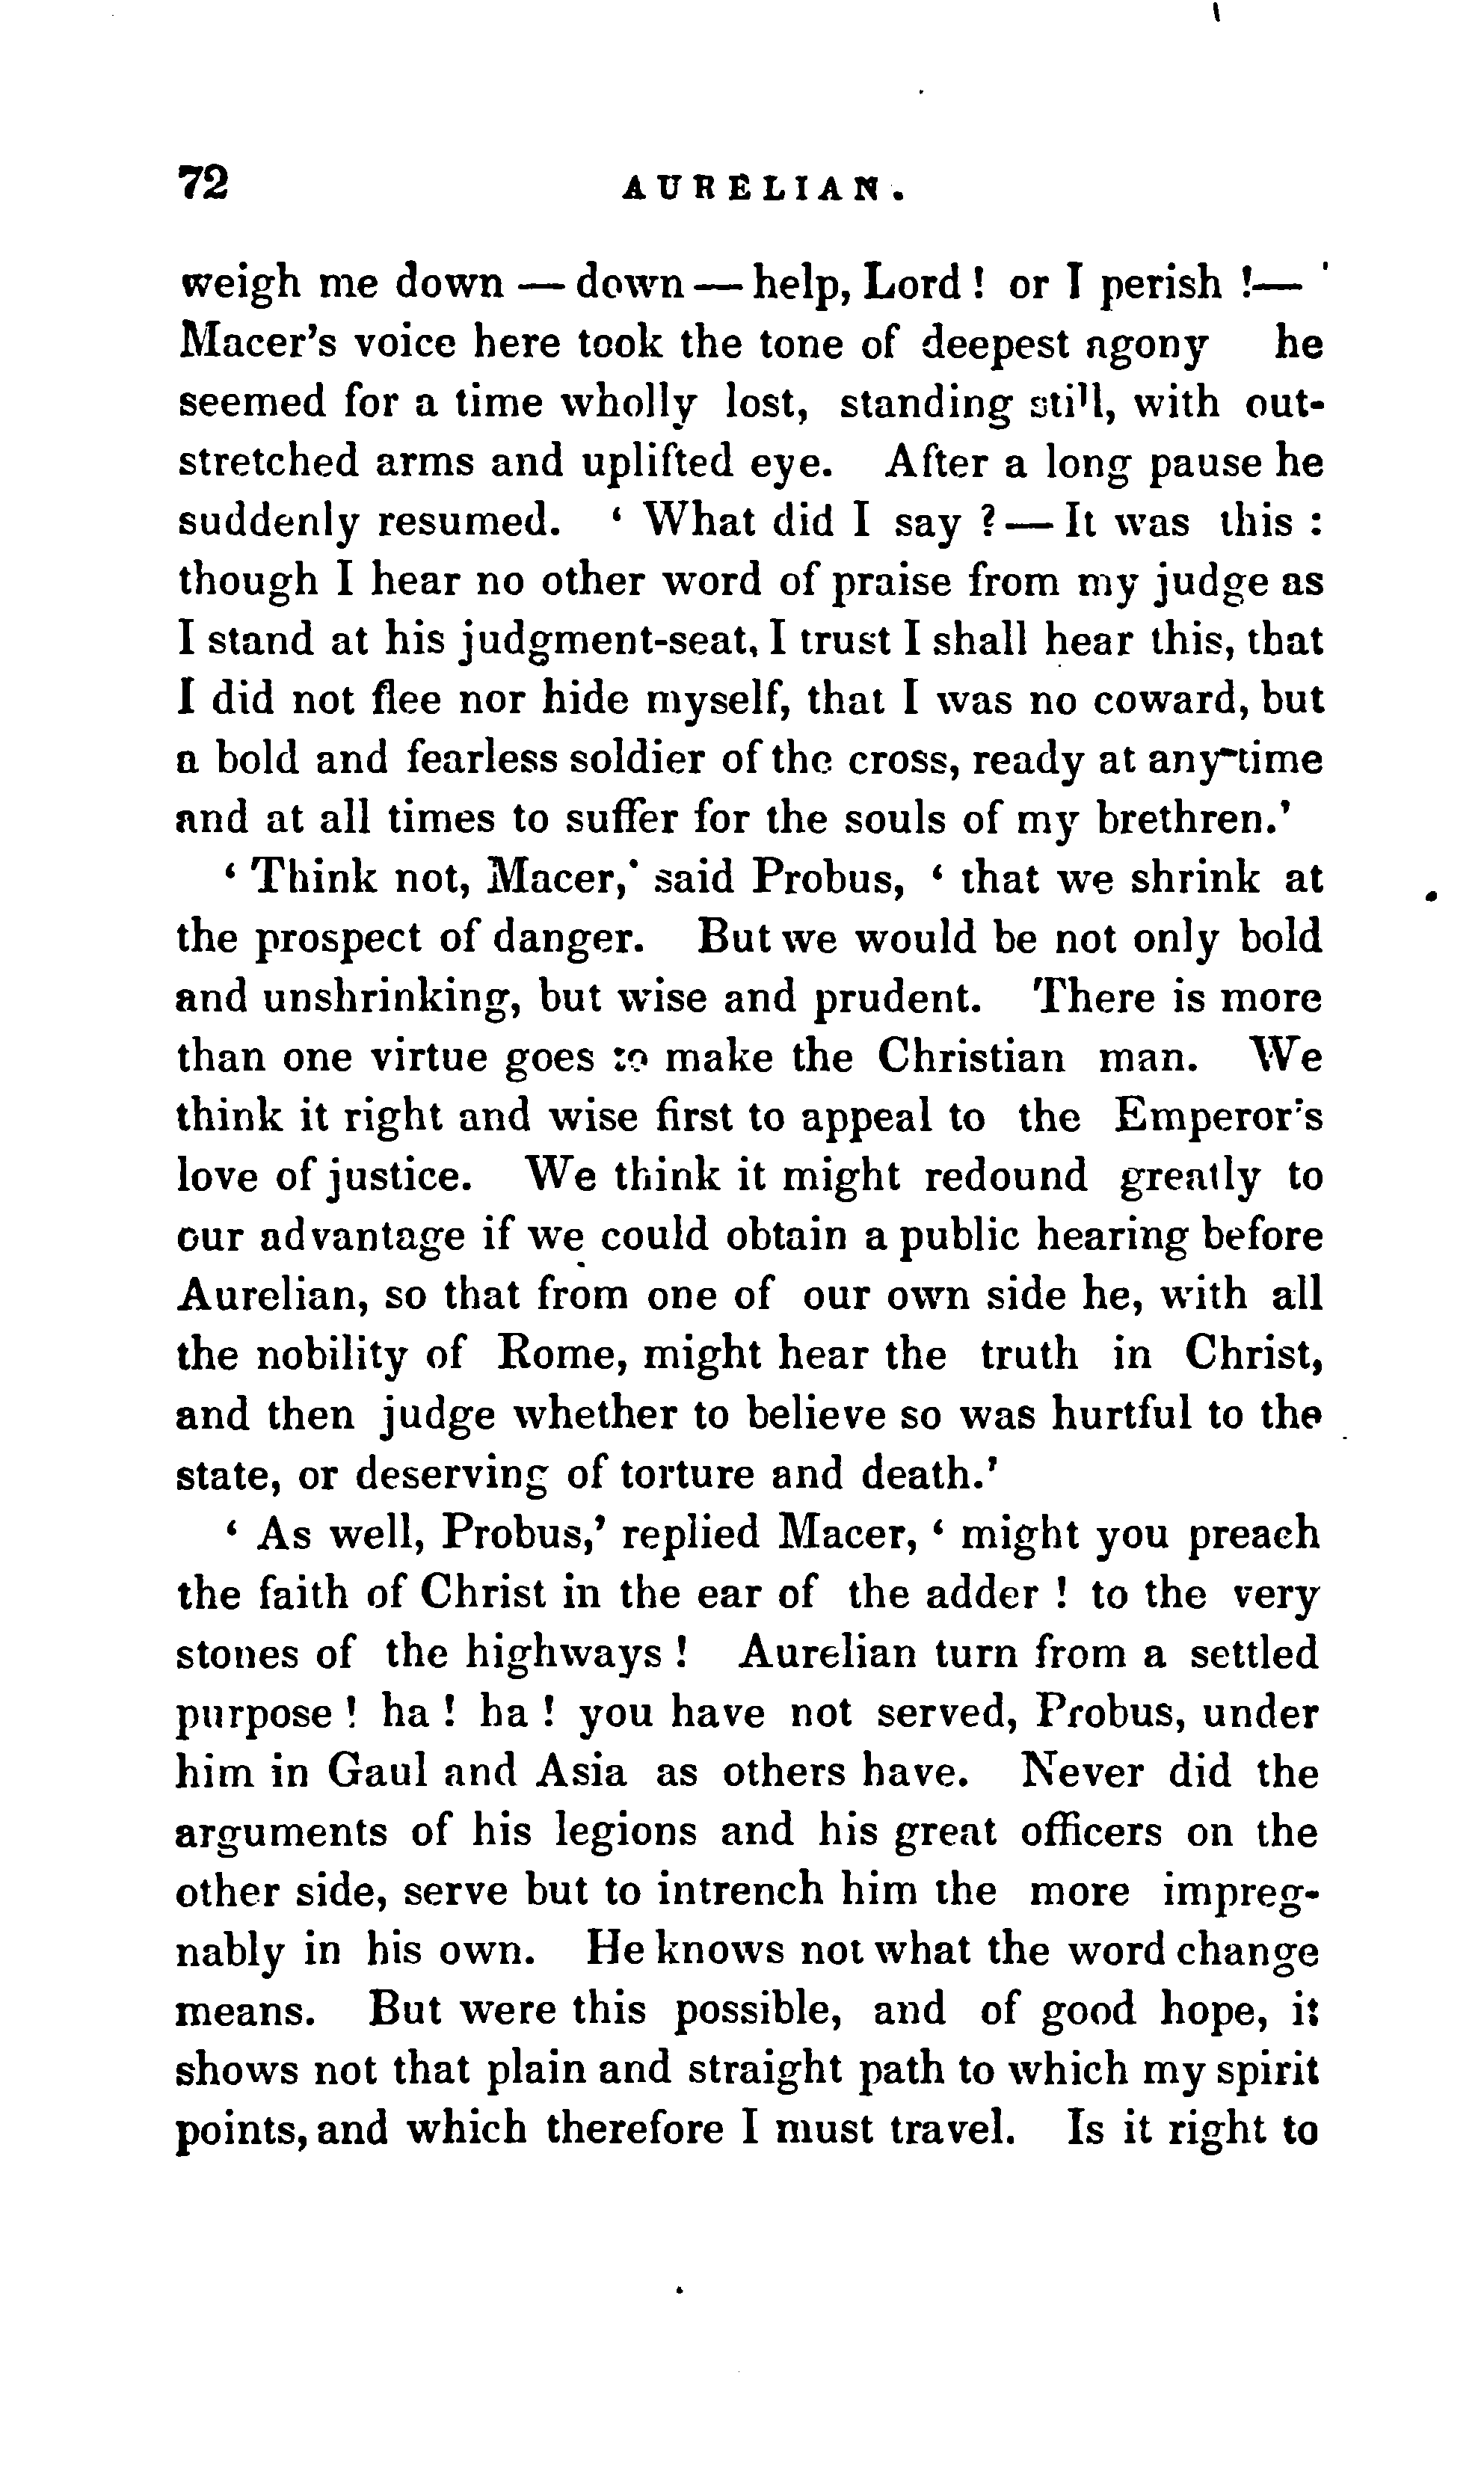 72 AURELIAN.
weigh me down — down — help, Lord! or I perish!— '
Macer's voice here took the tone of deepest agony he
seemed for a time wholly lost, standing still, with out-
stretched arms and uplifted eye. After a long pause he
suddenly resumed. ' What did I say? — It was this:
though I hear no other word of praise from my judge as
I stand at his judgment-seat, I trust I shall hear this, that
I did not flee nor hide myself, that I was no coward, but
a bold and fearless soldier of the cross, ready at any-time
and at all times to suffer for the souls of my brethren.'
' Think not, Macer,' said Probus, ' that we shrink at
the prospect of danger. But we would be not only bold
and unshrinking, but wise and prudent. There is more
than one virtue goes to make the Christian man. We
think it right and wise first to appeal to the Emperor's
love of justice. We think it might redound greatly to
our advantage if we could obtain a public hearing before
Aurelian, so that from one of our own side he, with all
the nobility of Rome, might hear the truth in Christ,
and then judge whether to believe so was hurtful to the
state, or deserving of torture and death.'
' As well, Probus,' replied Macer, ' might you preach
the faith of Christ in the ear of the adder! to the very
stones of the highways! Aurelian turn from a settled
purpose! ha! ha! you have not served, Probus, under
him in Gaul and Asia as others have. Never did the
arguments of his legions and his great officers on the
other side, serve but to intrench him the more impreg-
nably in his own. He knows not what the word change
means. But were this possible, and of good hope, it
shows not that plain and straight path to which my spirit
points, and which therefore I must travel. Is it right to